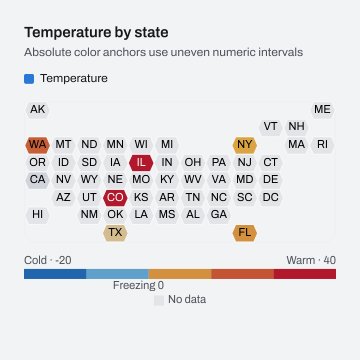 Temperature by state
Absolute color anchors use uneven numeric intervals
Temperature
AK ME
VT NH
WA MT ND MN WI MI NY MA RI
OR ID SD IA IL IN OH PA NJ CT
CA NV WY NE MO KY WV VA MD DE
AZ UT CO KS AR TN NC SC DC
HI NM OK LA MS AL GA
TX FL
Cold · -20 Warm · 40
Freezing 0
No data